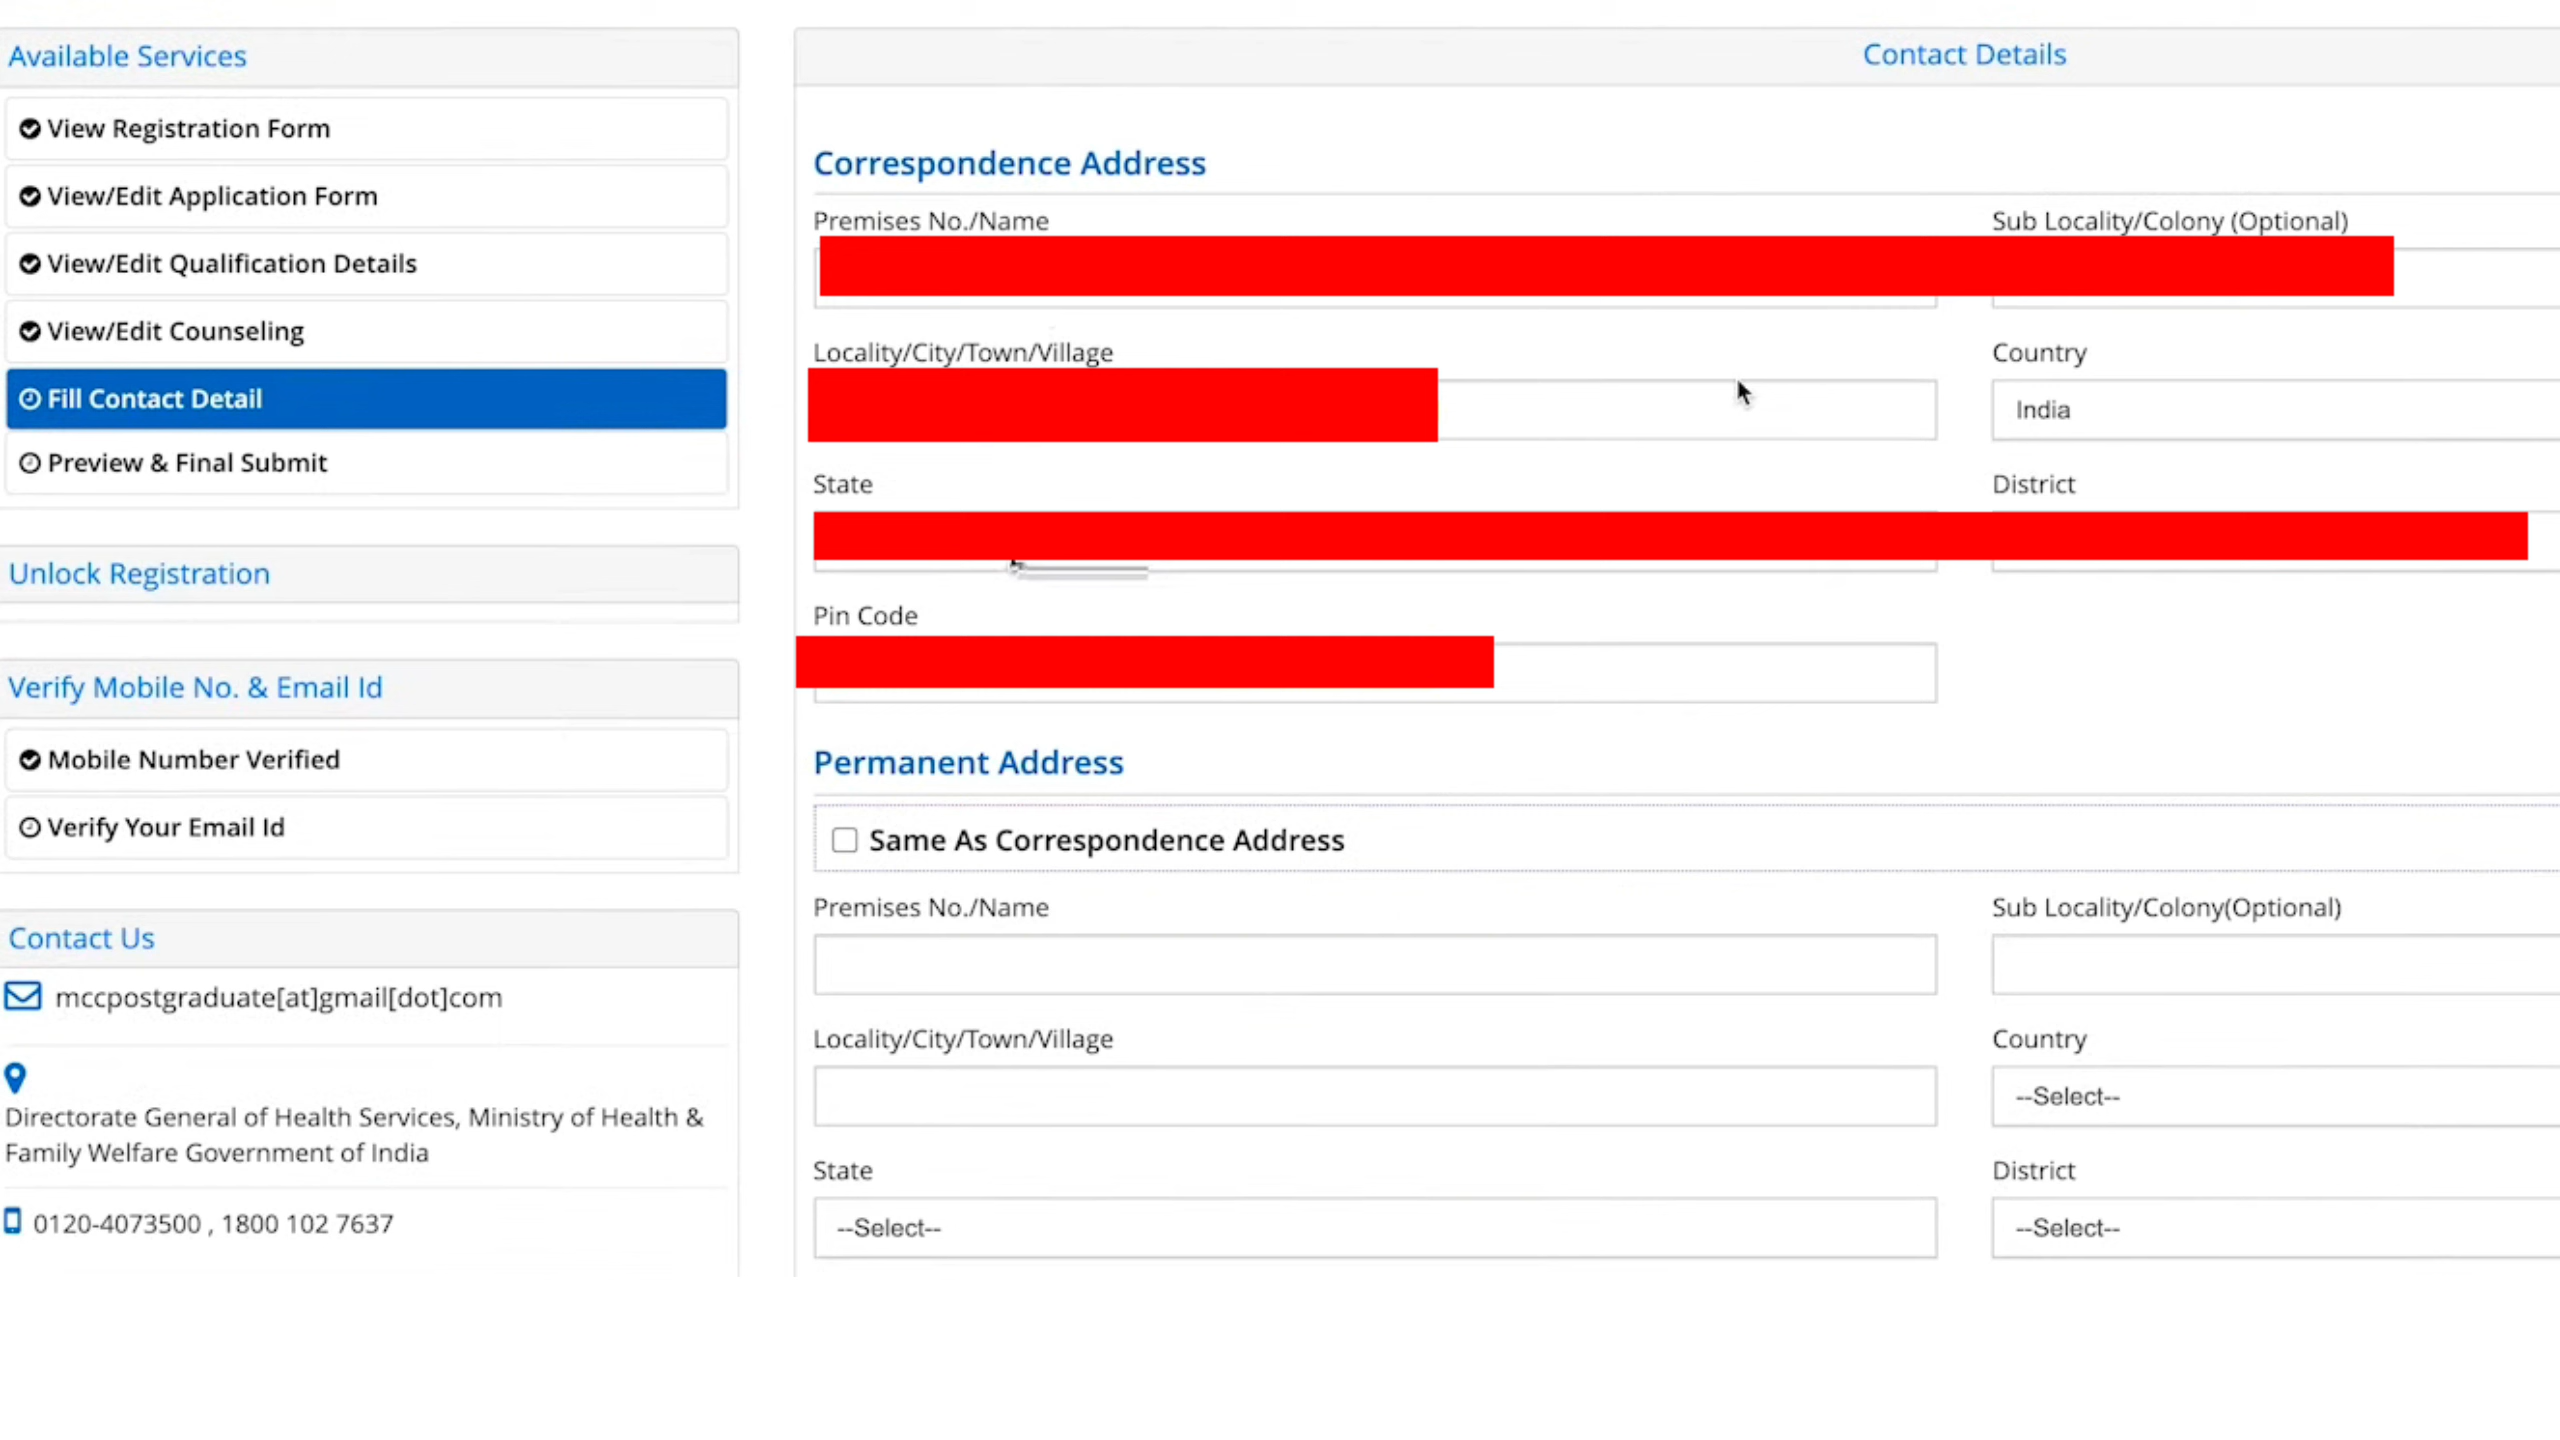 Available Services
View Registration Form
View/Edit Application Form
View/Edit Qualification Details
View/Edit Counseling
Fill Contact Detail
Preview & Final Submit
Unlock Registration
Verify Mobile No. & Email Id
Mobile Number Verified
Verify Your Email Id
Contact Us
mccpostgraduate[at]gmail[dot]com
Directorate General of Health Services, Ministry of Health &
Family Welfare Government of India
0120-4073500 , 1800 102 7637
Contact Details
Correspondence Address
Premises No./Name
Sub Locality/Colony (Optional)
Locality/City/Town/Village
Country
India
State
District
Pin Code
Permanent Address
Same As Correspondence Address
Premises No./Name
Sub Locality/Colony(Optional)
Locality/City/Town/Village
Country
--Select--
State
District
--Select--
--Select--